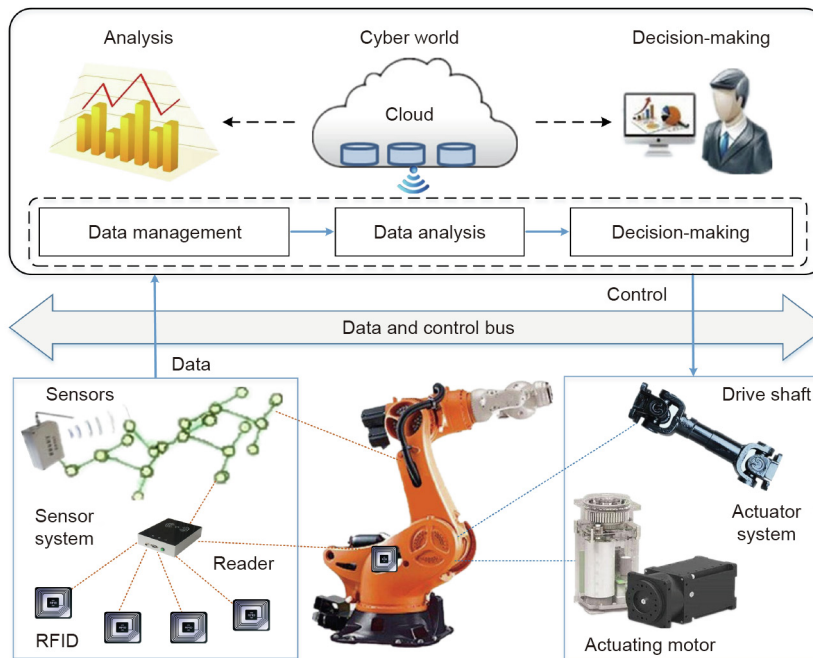 Analysis
Cyber world
Decision-making
Cloud
Data management
Data analysis
Decision-making
Control
Data and control bus
Data
Sensors
Drive shaft
Sensor
system
Actuator
system
Reader
RFID
Actuating motor